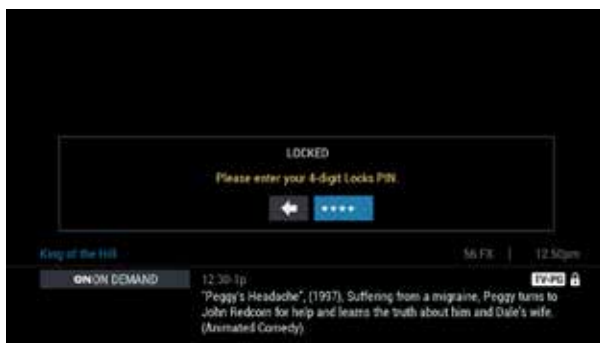 LOCKED
Please enter your 4-digit Locks PIN.
****
King of the Hill 56 FX | 12:50pm
ON ON DEMAND 12:30-1p TV-PG
"Peggy's Headache", (1997), Suffering from a migraine, Peggy turns to
John Redcorn for help and learns the truth about him and Dale's wife.
(Animated Comedy)